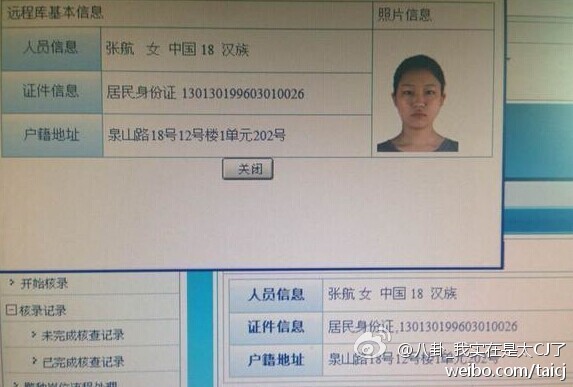 远程库基本信息
照片信息
人员信息 张航 女 中国 18 汉族
证件信息 居民身份证 130130199603010026
户籍地址 泉山路18号12号楼1单元202号
关闭
开始核录
核录记录
未完成核查记录
已完成核查记录
人员信息 张航 女 中国 18 汉族
证件信息 居民身份证,130130199603010026
户籍地址 泉山路18号12号楼1单元202号
@八卦_我实在是太CJ了
weibo.com/taicj